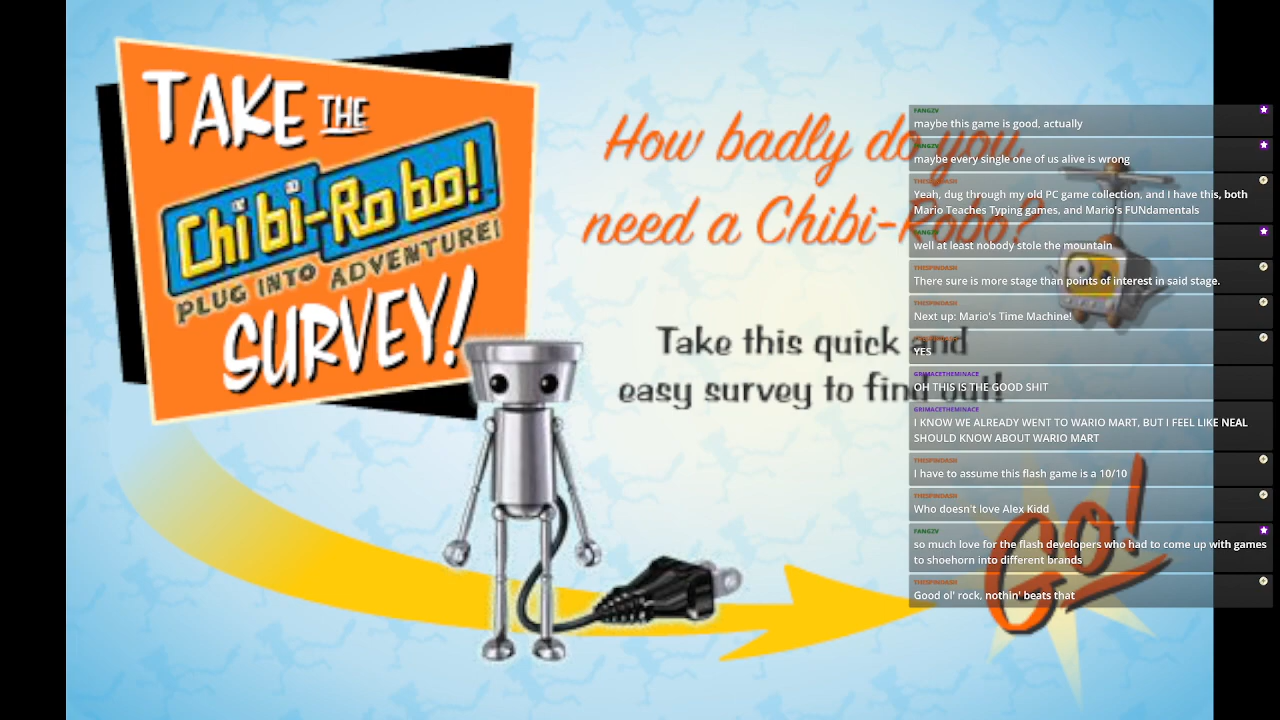 TAKE THE
Chibi-Robo!
PLUG INTO ADVENTURE!
SURVEY!
How badly do you
need a Chibi-Robo?
Take this quick and
easy survey to find out!
GO!
FANGZV
maybe this game is good, actually
FANGZV
maybe every single one of us alive is wrong
THESPINDASH
Yeah, dug through my old PC game collection, and I have this, both
Mario Teaches Typing games, and Mario's FUNdamentals
FANGZV
well at least nobody stole the mountain
THESPINDASH
There sure is more stage than points of interest in said stage.
THESPINDASH
Next up: Mario's Time Machine!
THESPINDASH
YES
GRIMACETHEMINACE
OH THIS IS THE GOOD SHIT
GRIMACETHEMINACE
I KNOW WE ALREADY WENT TO WARIO MART, BUT I FEEL LIKE NEAL
SHOULD KNOW ABOUT WARIO MART
THESPINDASH
I have to assume this flash game is a 10/10
THESPINDASH
Who doesn't love Alex Kidd
FANGZV
so much love for the flash developers who had to come up with games
to shoehorn into different brands
THESPINDASH
Good ol' rock, nothin' beats that